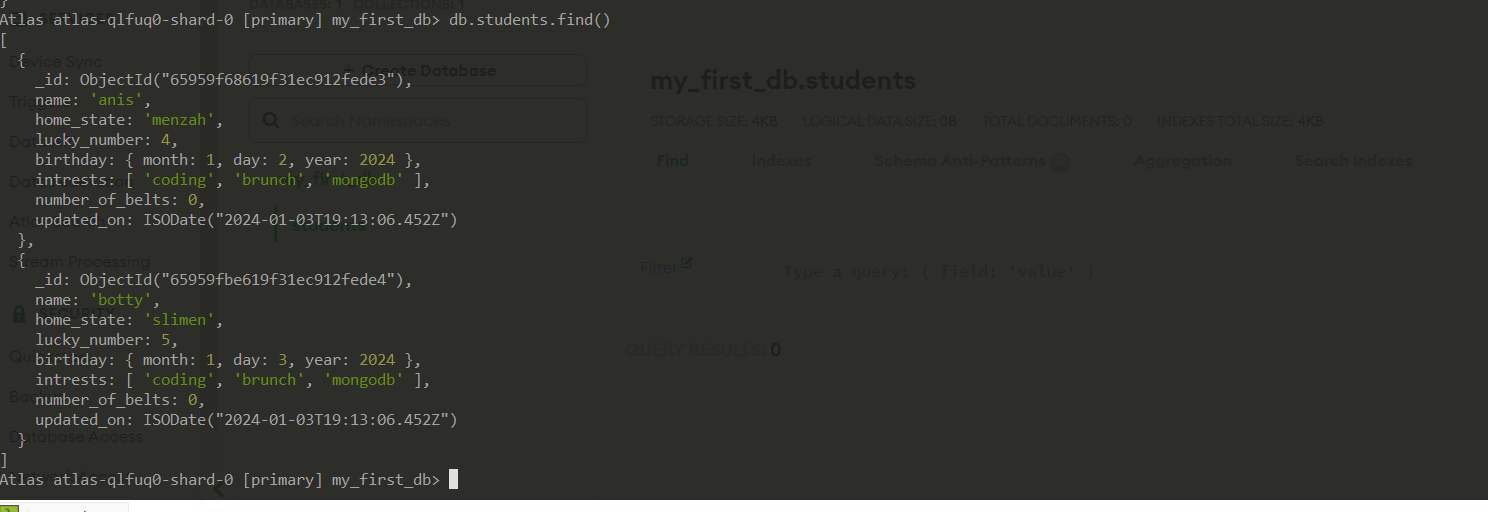 }
DATABASES: 1 COLLECTIONS: 1
Atlas atlas-qlfuq0-shard-0 [primary] my_first_db> db.students.find()
[
{
_id: ObjectId("65959f68619f31ec912fede3"),
name: 'anis',
home_state: 'menzah',
lucky_number: 4,
birthday: { month: 1, day: 2, year: 2024 },
intrests: [ 'coding', 'brunch', 'mongodb' ],
number_of_belts: 0,
updated_on: ISODate("2024-01-03T19:13:06.452Z")
},
{
_id: ObjectId("65959fbe619f31ec912fede4"),
name: 'botty',
home_state: 'slimen',
lucky_number: 5,
birthday: { month: 1, day: 3, year: 2024 },
intrests: [ 'coding', 'brunch', 'mongodb' ],
number_of_belts: 0,
updated_on: ISODate("2024-01-03T19:13:06.452Z")
}
]
Atlas atlas-qlfuq0-shard-0 [primary] my_first_db>
Device Sync
Stream Processing
SECURITY
Database Access
+ Create Database
Search Namespaces
students
my_first_db.students
STORAGE SIZE: 4KB LOGICAL DATA SIZE: 0B TOTAL DOCUMENTS: 0 INDEXES TOTAL SIZE: 4KB
Find Indexes Schema Anti-Patterns Aggregation Search Indexes
Filter Type a query: { field: 'value' }
QUERY RESULTS: 0